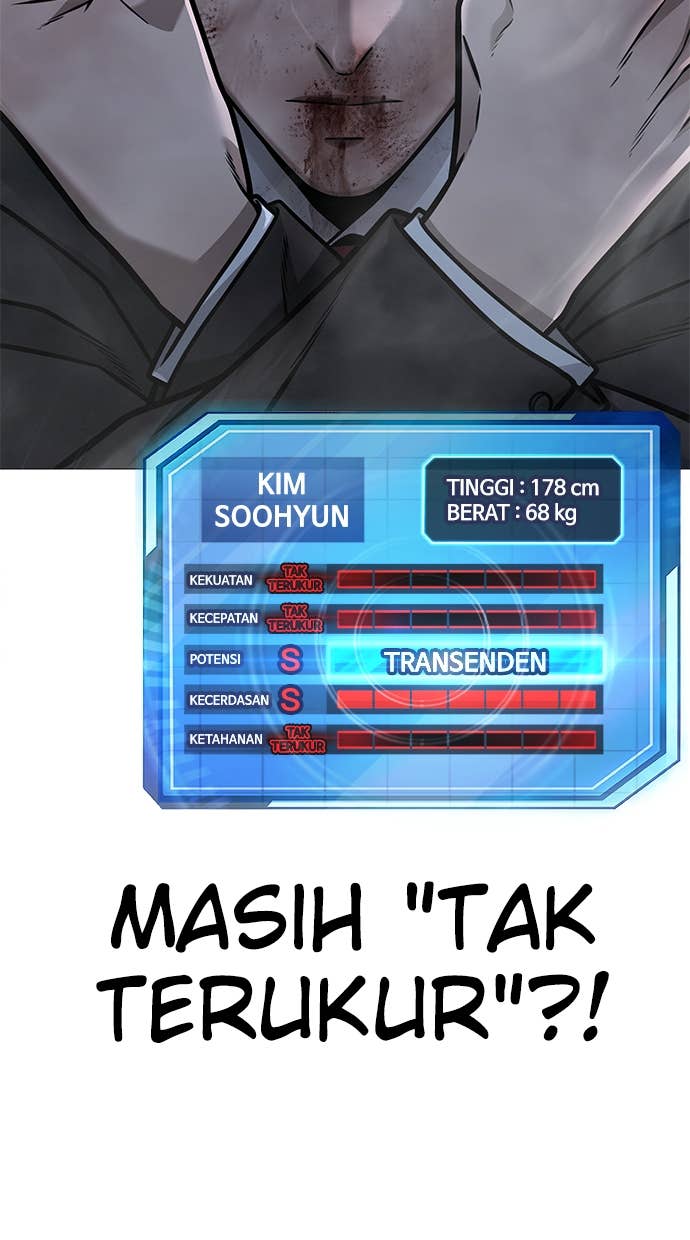 KIM
SOOHYUN
TINGGI : 178 cm
BERAT : 68 kg
KEKUATAN TAK
TERUKUR
KECEPATAN TAK
TERUKUR
POTENSI S TRANSENDEN
KECERDASAN S
KETAHANAN TAK
TERUKUR
MASIH "TAK
TERUKUR"?!